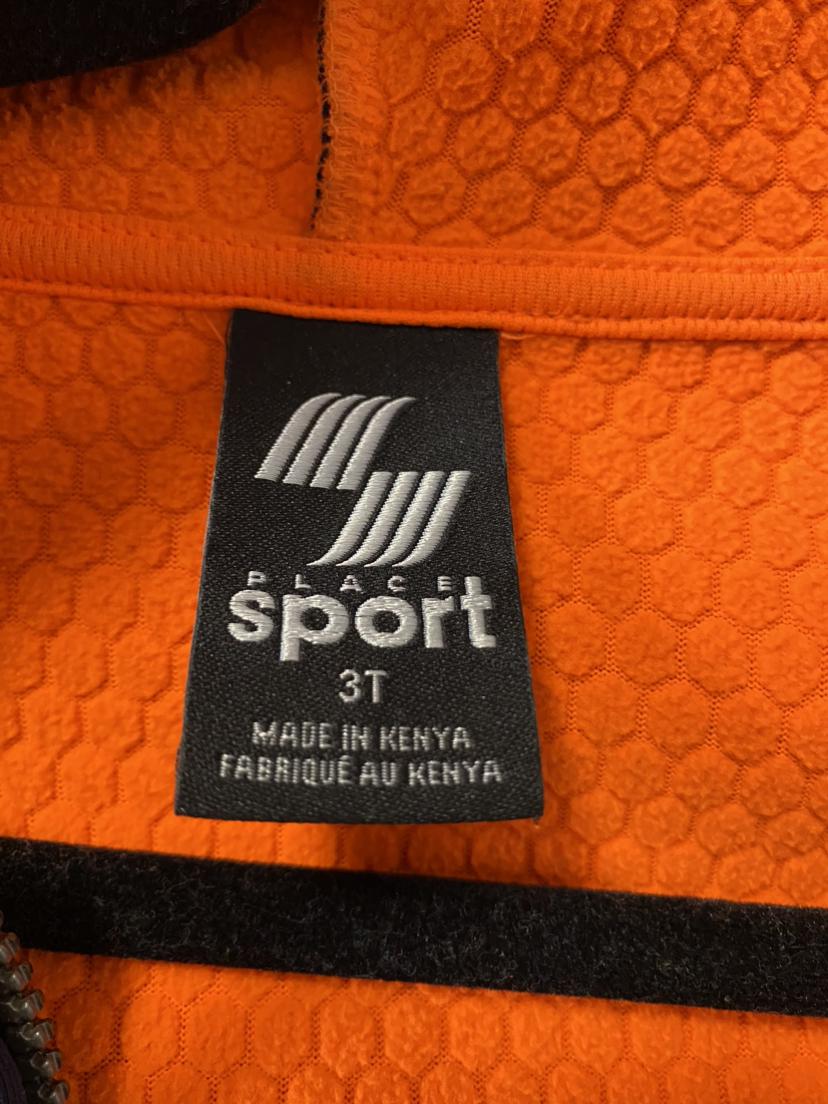 PLACE
sport
3T
MADE IN KENYA
FABRIQUÉ AU KENYA